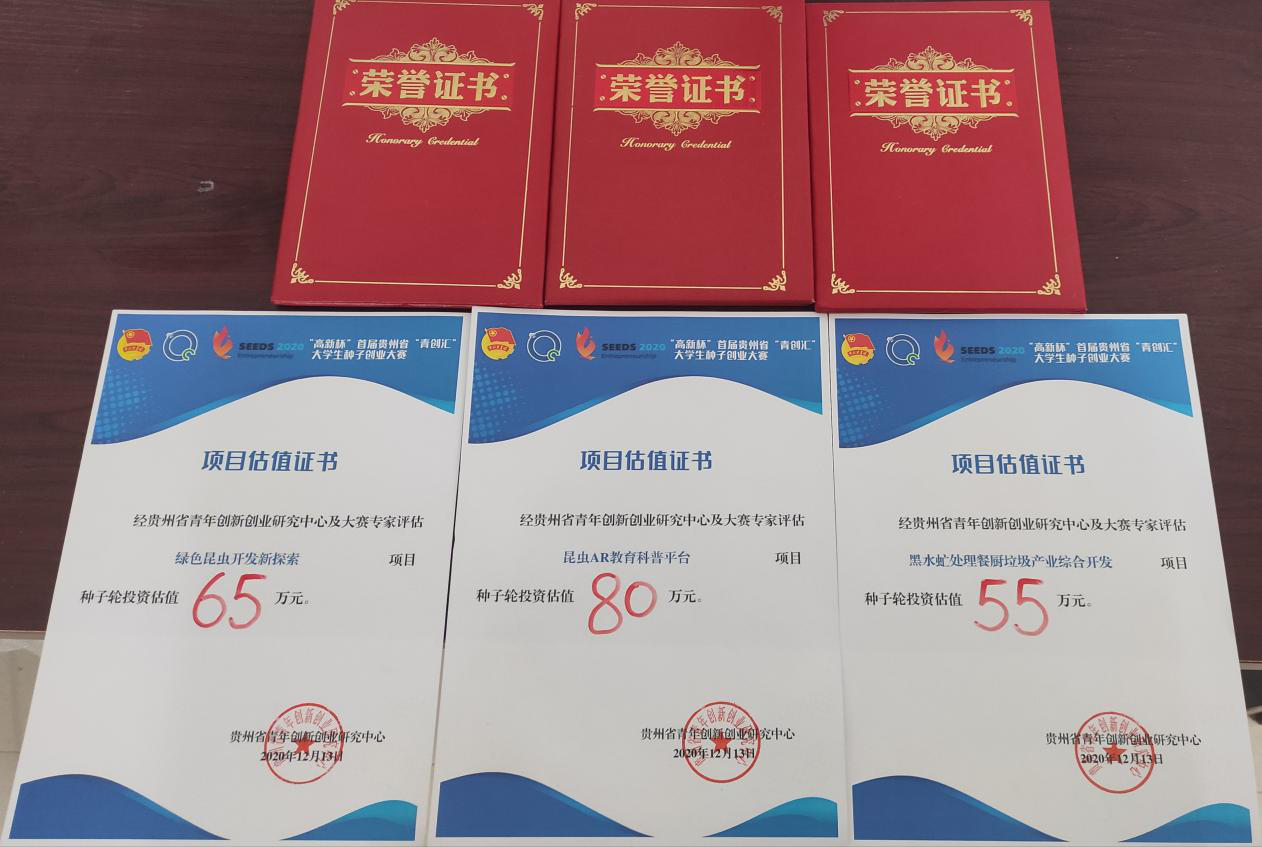 荣誉证书
Honorary Credential
荣誉证书
Honorary Credential
荣誉证书
Honorary Credential
SEEDS 2020
Entrepreneurship
"高新杯"首届贵州省"青创汇"
大学生种子创业大赛
项目估值证书
经贵州省青年创新创业研究中心及大赛专家评估
绿色昆虫开发新探索 项目
种子轮投资估值 65 万元。
贵州省青年创新创业研究中心
2020年12月13日
SEEDS 2020
Entrepreneurship
"高新杯"首届贵州省"青创汇"
大学生种子创业大赛
项目估值证书
经贵州省青年创新创业研究中心及大赛专家评估
昆虫AR教育科普平台 项目
种子轮投资估值 80 万元。
贵州省青年创新创业研究中心
2020年12月13日
SEEDS 2020
Entrepreneurship
"高新杯"首届贵州省"青创汇"
大学生种子创业大赛
项目估值证书
经贵州省青年创新创业研究中心及大赛专家评估
黑水虻处理餐厨垃圾产业综合开发 项目
种子轮投资估值 55 万元。
贵州省青年创新创业研究中心
2020年12月13日